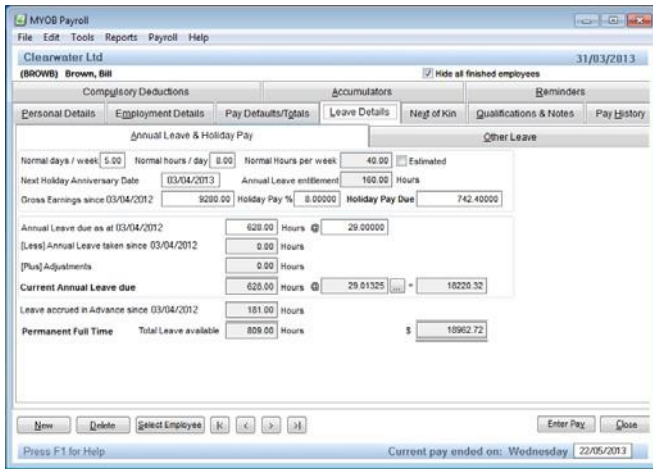 MYOB Payroll
File Edit Tools Reports Payroll Help
Clearwater Ltd 31/03/2013
(BROWB) Brown, Bill Hide all finished employees
Compulsory Deductions Accumulators Reminders
Personal Details Employment Details Pay Defaults/Totals Leave Details Next of Kin Qualifications & Notes Pay History
Annual Leave & Holiday Pay Other Leave
Normal days / week 5.00 Normal hours / day 8.00 Normal Hours per week 40.00 Estimated
Next Holiday Anniversary Date 03/04/2013 Annual Leave entitlement 160.00 Hours
Gross Earnings since 03/04/2012 9280.00 Holiday Pay % 8.00000 Holiday Pay Due 742.40000
Annual Leave due as at 03/04/2012 628.00 Hours @ 29.00000
[Less] Annual Leave taken since 03/04/2012 0.00 Hours
[Plus] Adjustments 0.00 Hours
Current Annual Leave due 628.00 Hours @ 29.01325 ... = 18220.32
Leave accrued in Advance since 03/04/2012 181.00 Hours
Permanent Full Time Total Leave available 809.00 Hours $ 18962.72
New Delete Select Employee K < > >| Enter Pay Close
Press F1 for Help Current pay ended on: Wednesday 22/05/2013